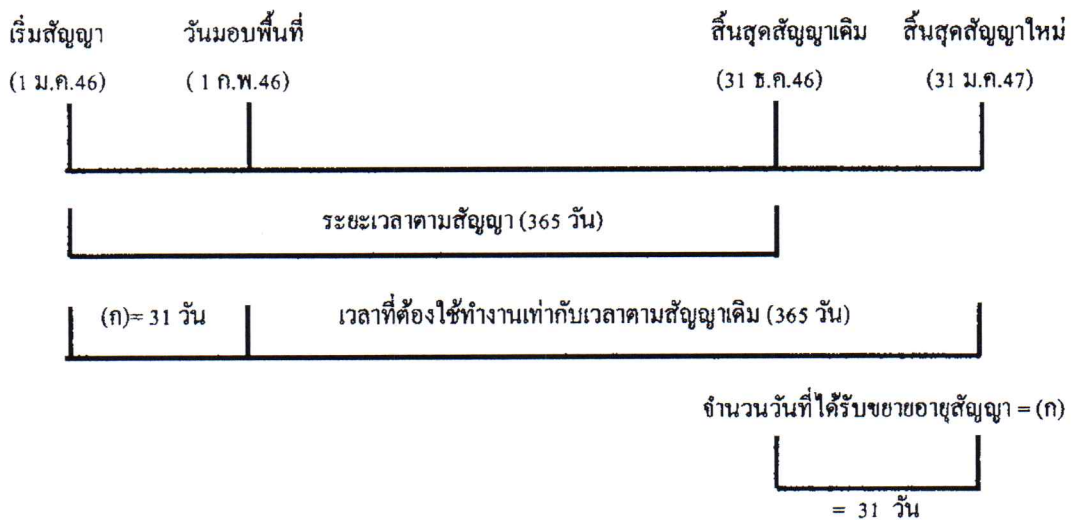 เริ่มสัญญา วันมอบพื้นที่ สิ้นสุดสัญญาเดิม สิ้นสุดสัญญาใหม่
(1 ม.ค.46) ( 1 ก.พ.46) (31 ธ.ค.46) (31 ม.ค.47)
ระยะเวลาตามสัญญา (365 วัน)
(ก)= 31 วัน เวลาที่ต้องใช้ทำงานเท่ากับเวลาตามสัญญาเดิม (365 วัน)
จำนวนวันที่ได้รับขยายอายุสัญญา = (ก)
= 31 วัน